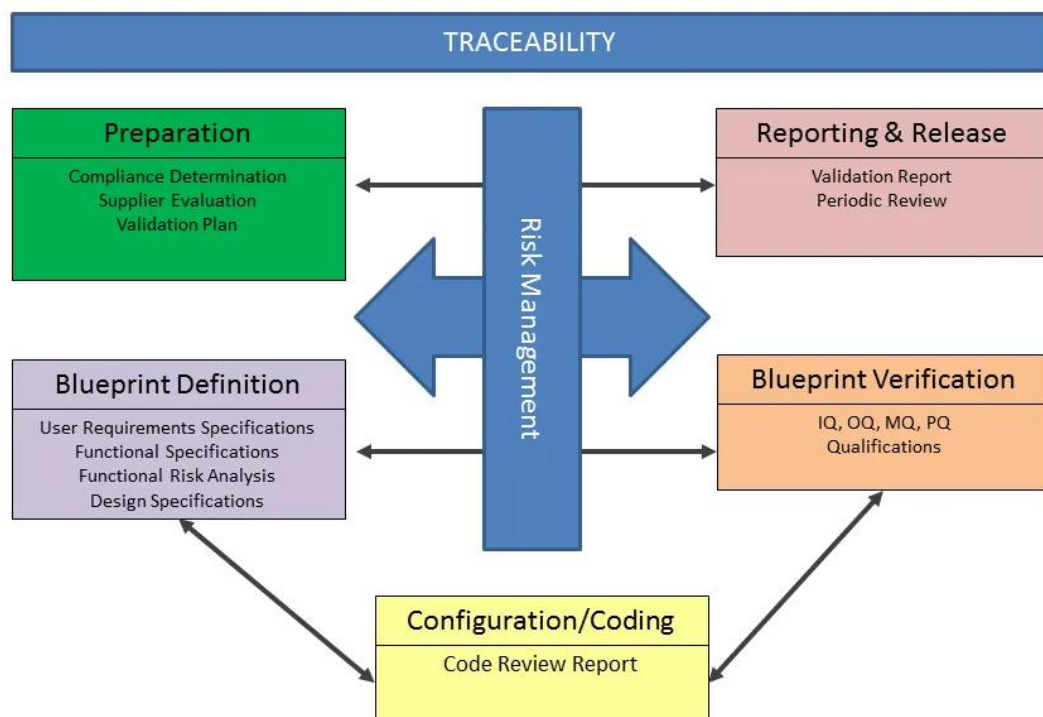 TRACEABILITY
Preparation
Compliance Determination
Supplier Evaluation
Validation Plan
Reporting & Release
Validation Report
Periodic Review
Risk Management
Blueprint Definition
User Requirements Specifications
Functional Specifications
Functional Risk Analysis
Design Specifications
Blueprint Verification
IQ, OQ, MQ, PQ
Qualifications
Configuration/Coding
Code Review Report